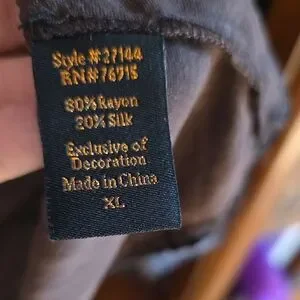 Style #27144
RN#76915
80% Rayon
20% Silk
Exclusive of
Decoration
Made in China
XL